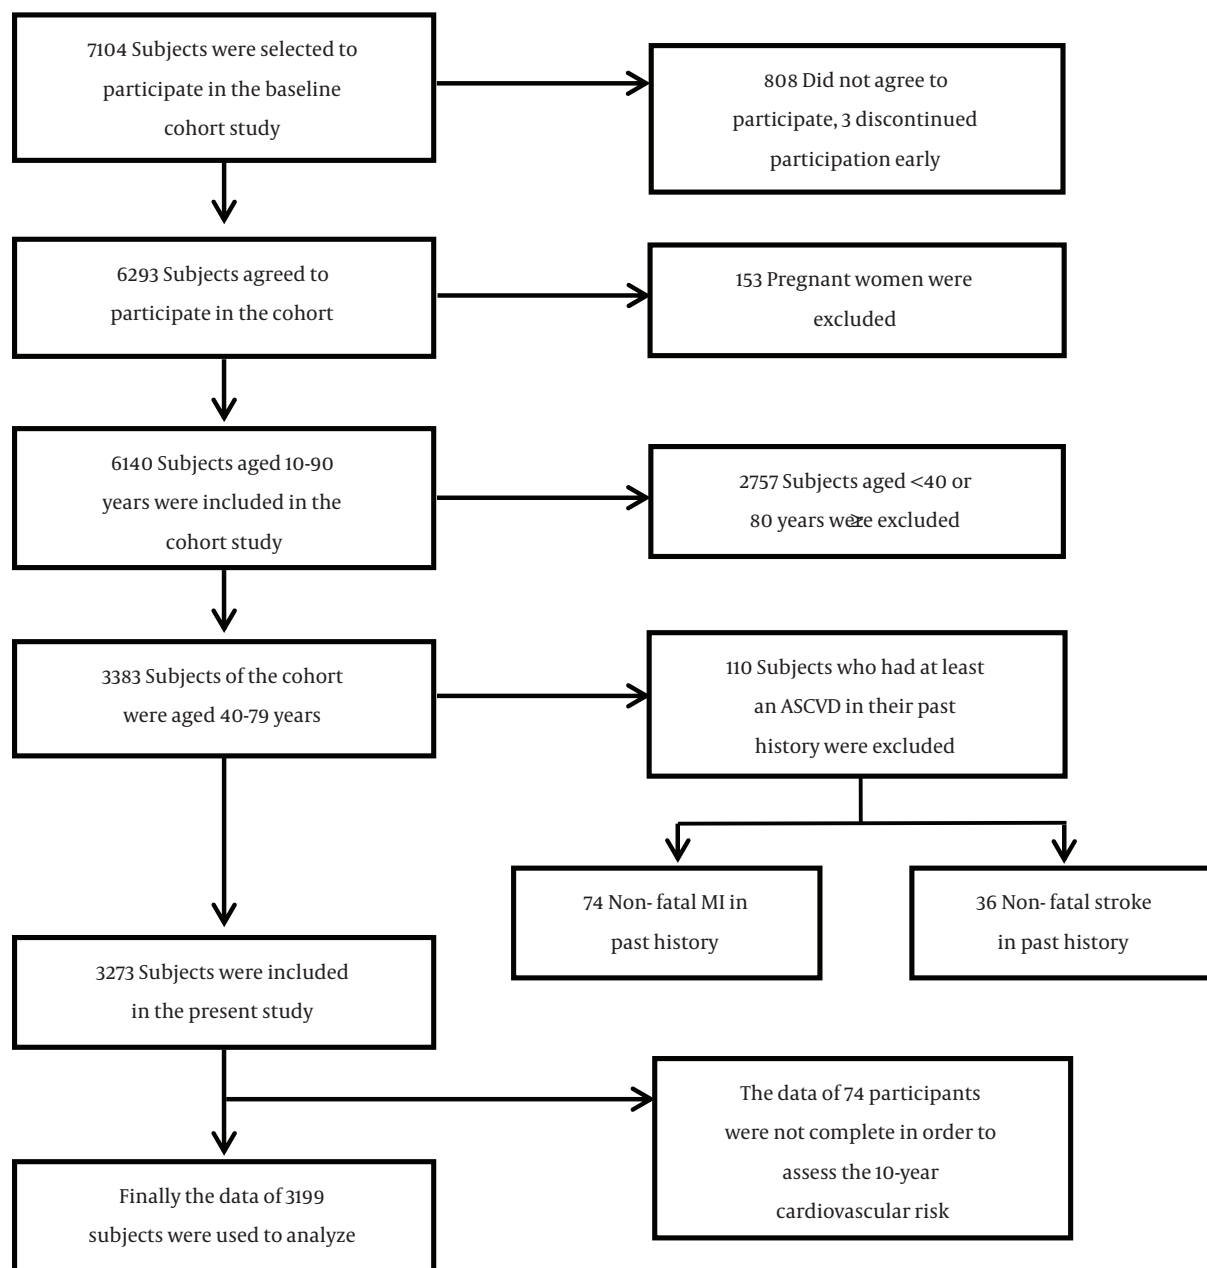 7104 Subjects were selected to
participate in the baseline
cohort study
808 Did not agree to
participate, 3 discontinued
participation early
6293 Subjects agreed to
participate in the cohort
153 Pregnant women were
excluded
6140 Subjects aged 10-90
years were included in the
cohort study
2757 Subjects aged <40 or
≥80 years were excluded
3383 Subjects of the cohort
were aged 40-79 years
110 Subjects who had at least
an ASCVD in their past
history were excluded
74 Non- fatal MI in
past history
36 Non- fatal stroke
in past history
3273 Subjects were included
in the present study
The data of 74 participants
were not complete in order to
assess the 10-year
cardiovascular risk
Finally the data of 3199
subjects were used to analyze